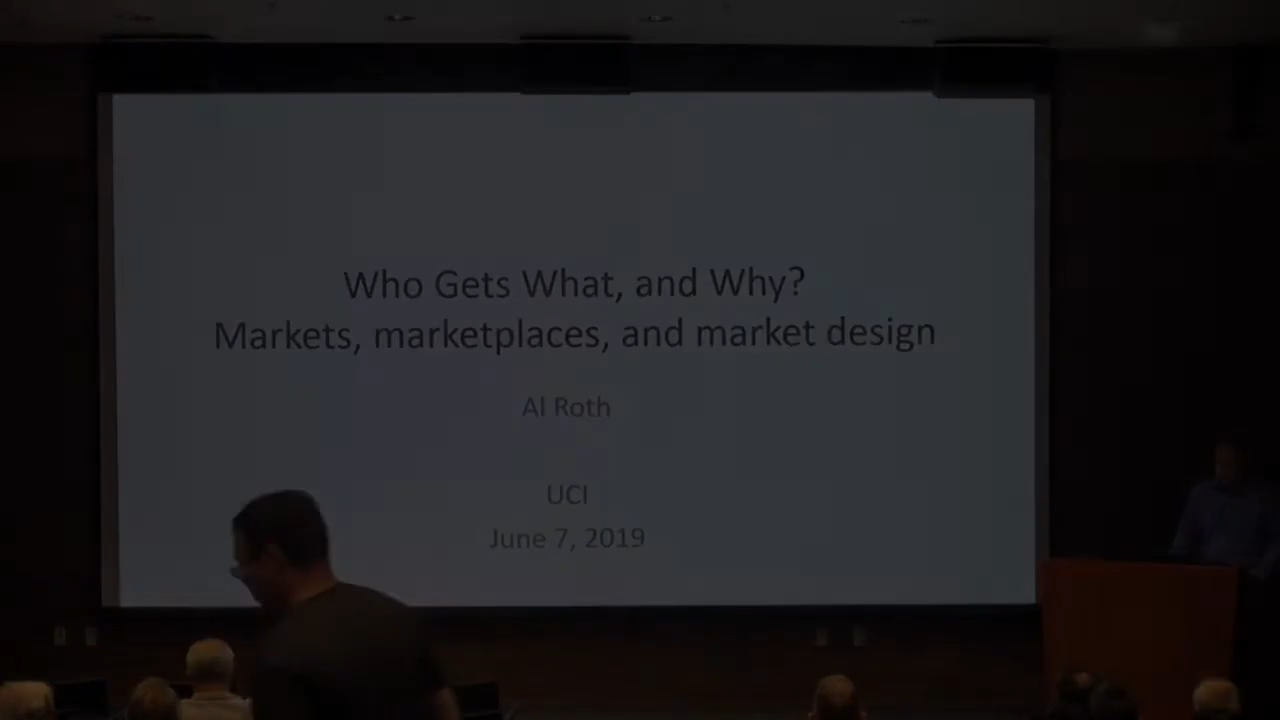 Who Gets What, and Why?
Markets, marketplaces, and market design
Al Roth
UCI
June 7, 2019